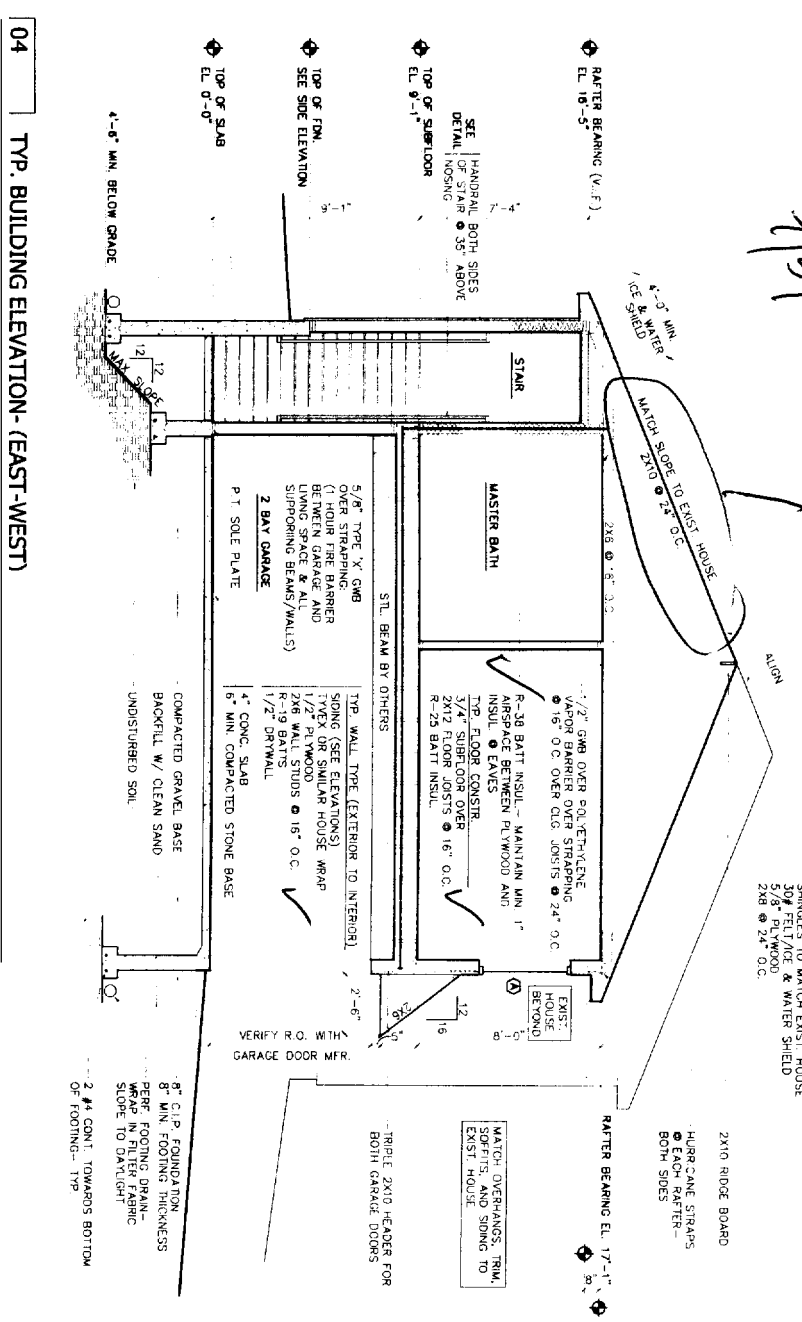 SHINGLES TO MATCH EXIST. HOUSE
30# FELT/ICE & WATER SHIELD
5/8" PLYWOOD
2X8 @ 24" O.C.
2X10 RIDGE BOARD
HURRICANE STRAPS
@ EACH RAFTER-
BOTH SIDES
ALIGN
4'-0" MIN.
ICE & WATER
SHIELD
MATCH SLOPE TO EXIST. HOUSE
2X10 @ 24" O.C.
2X6 @ 16" O.C.
RAFTER BEARING
EL 16'-5"
RAFTER BEARING EL. 17'-1"
8"
7'-4"
SEE DETAIL
HANDRAIL BOTH SIDES
OF STAIR @ 35" ABOVE
NOSING
TOP OF SUBFLOOR
EL 9'-1"
9'-1"
TOP OF FDN.
SEE SIDE ELEVATION
TOP OF SLAB
EL 0'-0"
4'-6" MIN. BELOW GRADE
STAIR
MASTER BATH
1/2" GWB OVER POLYETHYLENE
VAPOR BARRIER OVER STRAPPING
@ 16" O.C. OVER CLG. JOISTS @ 24" O.C.
R-38 BATT INSUL.- MAINTAIN MIN. 1"
AIRSPACE BETWEEN PLYWOOD AND
INSUL @ EAVES
TYP. FLOOR CONSTR.
3/4" SUBFLOOR OVER
2X12 FLOOR JOISTS @ 16" O.C.
R-25 BATT INSUL.
A
EXIST.
HOUSE
BEYOND
12
16
8'-0"
2X6
2'-6"
VERIFY R.O. WITH
GARAGE DOOR MFR.
MATCH OVERHANGS, TRIM,
SOFFITS, AND SIDING TO
EXIST. HOUSE
TRIPLE 2X10 HEADER FOR
BOTH GARAGE DOORS
STL. BEAM BY OTHERS
5/8" TYPE 'X' GWB
OVER STRAPPING:
(1 HOUR FIRE BARRIER
BETWEEN GARAGE AND
LIVING SPACE & ALL
SUPPORTING BEAMS/WALLS)
2 BAY GARAGE
P.T. SOLE PLATE
TYP. WALL TYPE (EXTERIOR TO INTERIOR)
SIDING (SEE ELEVATIONS)
TYVEX OR SIMILAR HOUSE WRAP
1/2" PLYWOOD
2X6 WALL STUDS @ 16" O.C.
R-19 BATTS
1/2" DRYWALL
4" CONC. SLAB
6" MIN. COMPACTED STONE BASE
12
12
MAX SLOPE
COMPACTED GRAVEL BASE
BACKFILL W/ CLEAN SAND
UNDISTURBED SOIL
8" C.I.P. FOUNDATION
8" MIN. FOOTING THICKNESS
PERF. FOOTING DRAIN-
WRAP IN FILTER FABRIC
SLOPE TO DAYLIGHT
2 #4 CONT. TOWARDS BOTTOM
OF FOOTING- TYP.
04
TYP. BUILDING ELEVATION- (EAST-WEST)